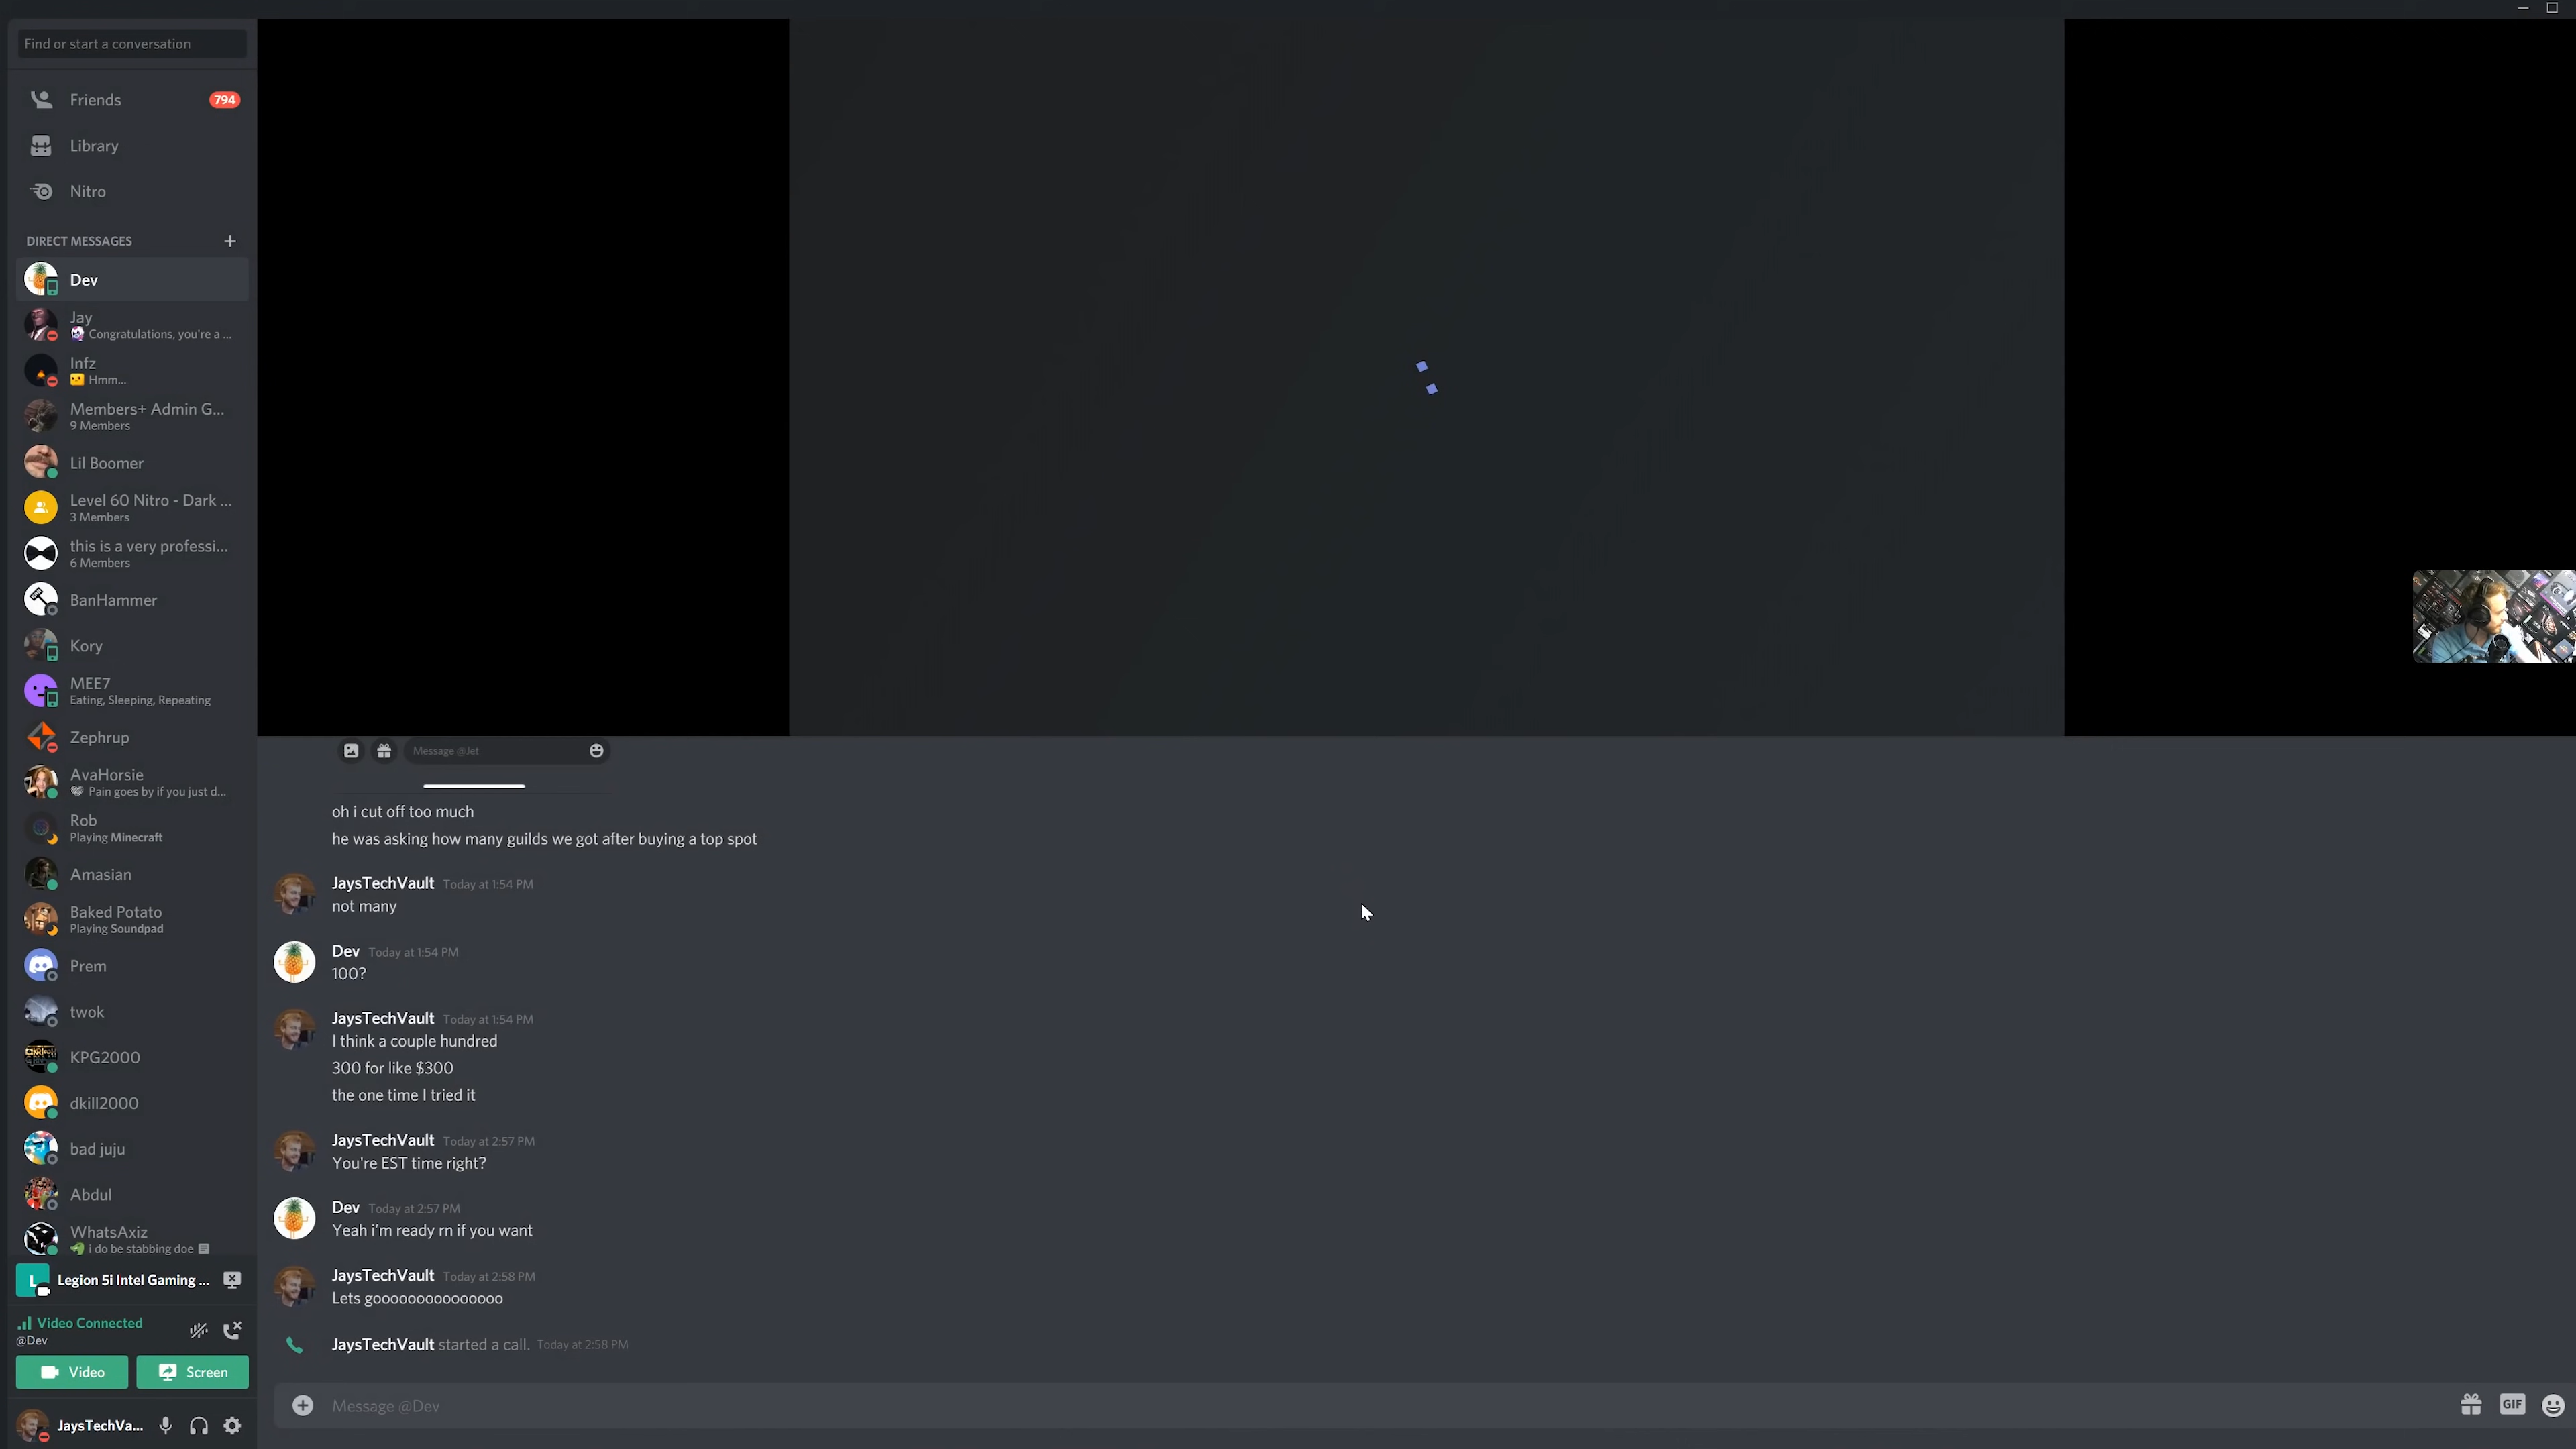 Find or start a conversation
Friends
794
Library
Nitro
DIRECT MESSAGES
Dev
Jay
Congratulations, you're a ...
Infz
Hmm...
Members+ Admin G...
9 Members
Lil Boomer
Level 60 Nitro - Dark ...
3 Members
this is a very professi...
6 Members
BanHammer
Kory
MEE7
Eating, Sleeping, Repeating
Zephrup
AvaHorsie
Pain goes by if you just d...
Rob
Playing Minecraft
Amasian
Baked Potato
Playing Soundpad
Prem
twok
KPG2000
dkill2000
bad juju
Abdul
WhatsAxiz
i do be stabbing doe
L
Legion 5i Intel Gaming ...
Video Connected
@Dev
Video
Screen
JaysTechVa...
Message @Jet
oh i cut off too much
he was asking how many guilds we got after buying a top spot
JaysTechVault Today at 1:54 PM
not many
Dev Today at 1:54 PM
100?
JaysTechVault Today at 1:54 PM
I think a couple hundred
300 for like $300
the one time I tried it
JaysTechVault Today at 2:57 PM
You're EST time right?
Dev Today at 2:57 PM
Yeah i'm ready rn if you want
JaysTechVault Today at 2:58 PM
Lets gooooooooooooooo
JaysTechVault started a call. Today at 2:58 PM
Message @Dev
GIF